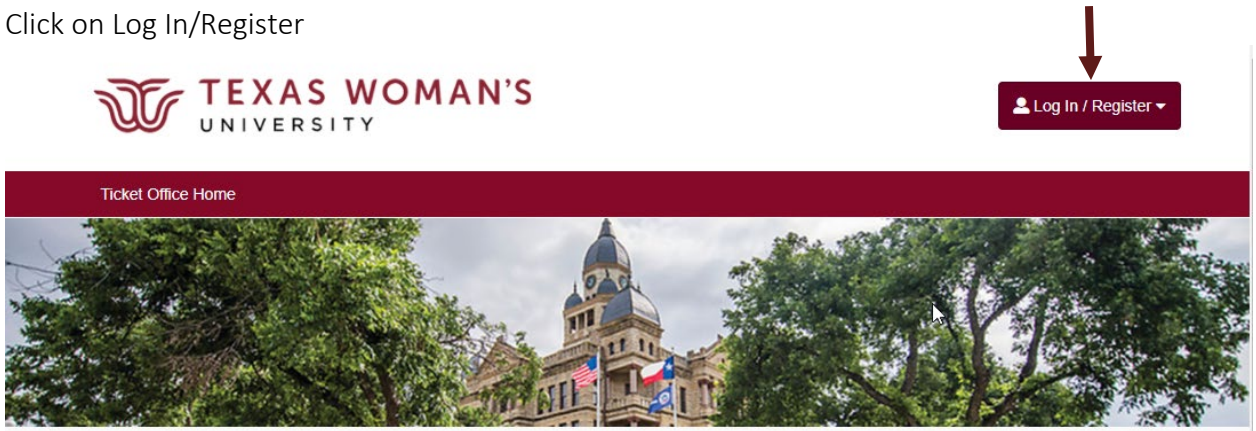 Click on Log In/Register
TEXAS WOMAN'S
UNIVERSITY
Log In / Register
Ticket Office Home